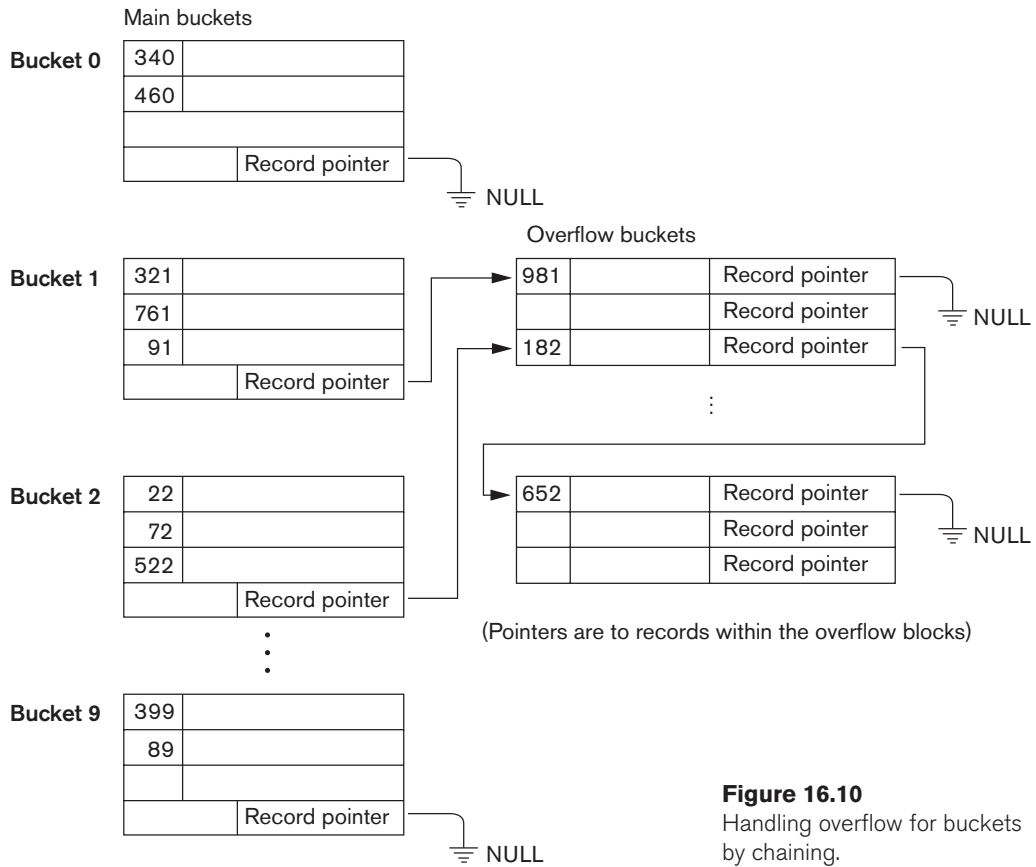 Main buckets
Bucket 0
340
460
Record pointer
NULL
Overflow buckets
Bucket 1
321
761
91
Record pointer
981 Record pointer
Record pointer
182 Record pointer
NULL
Bucket 2
22
72
522
Record pointer
652 Record pointer
Record pointer
Record pointer
NULL
(Pointers are to records within the overflow blocks)
Bucket 9
399
89
Record pointer
NULL
Figure 16.10
Handling overflow for buckets
by chaining.